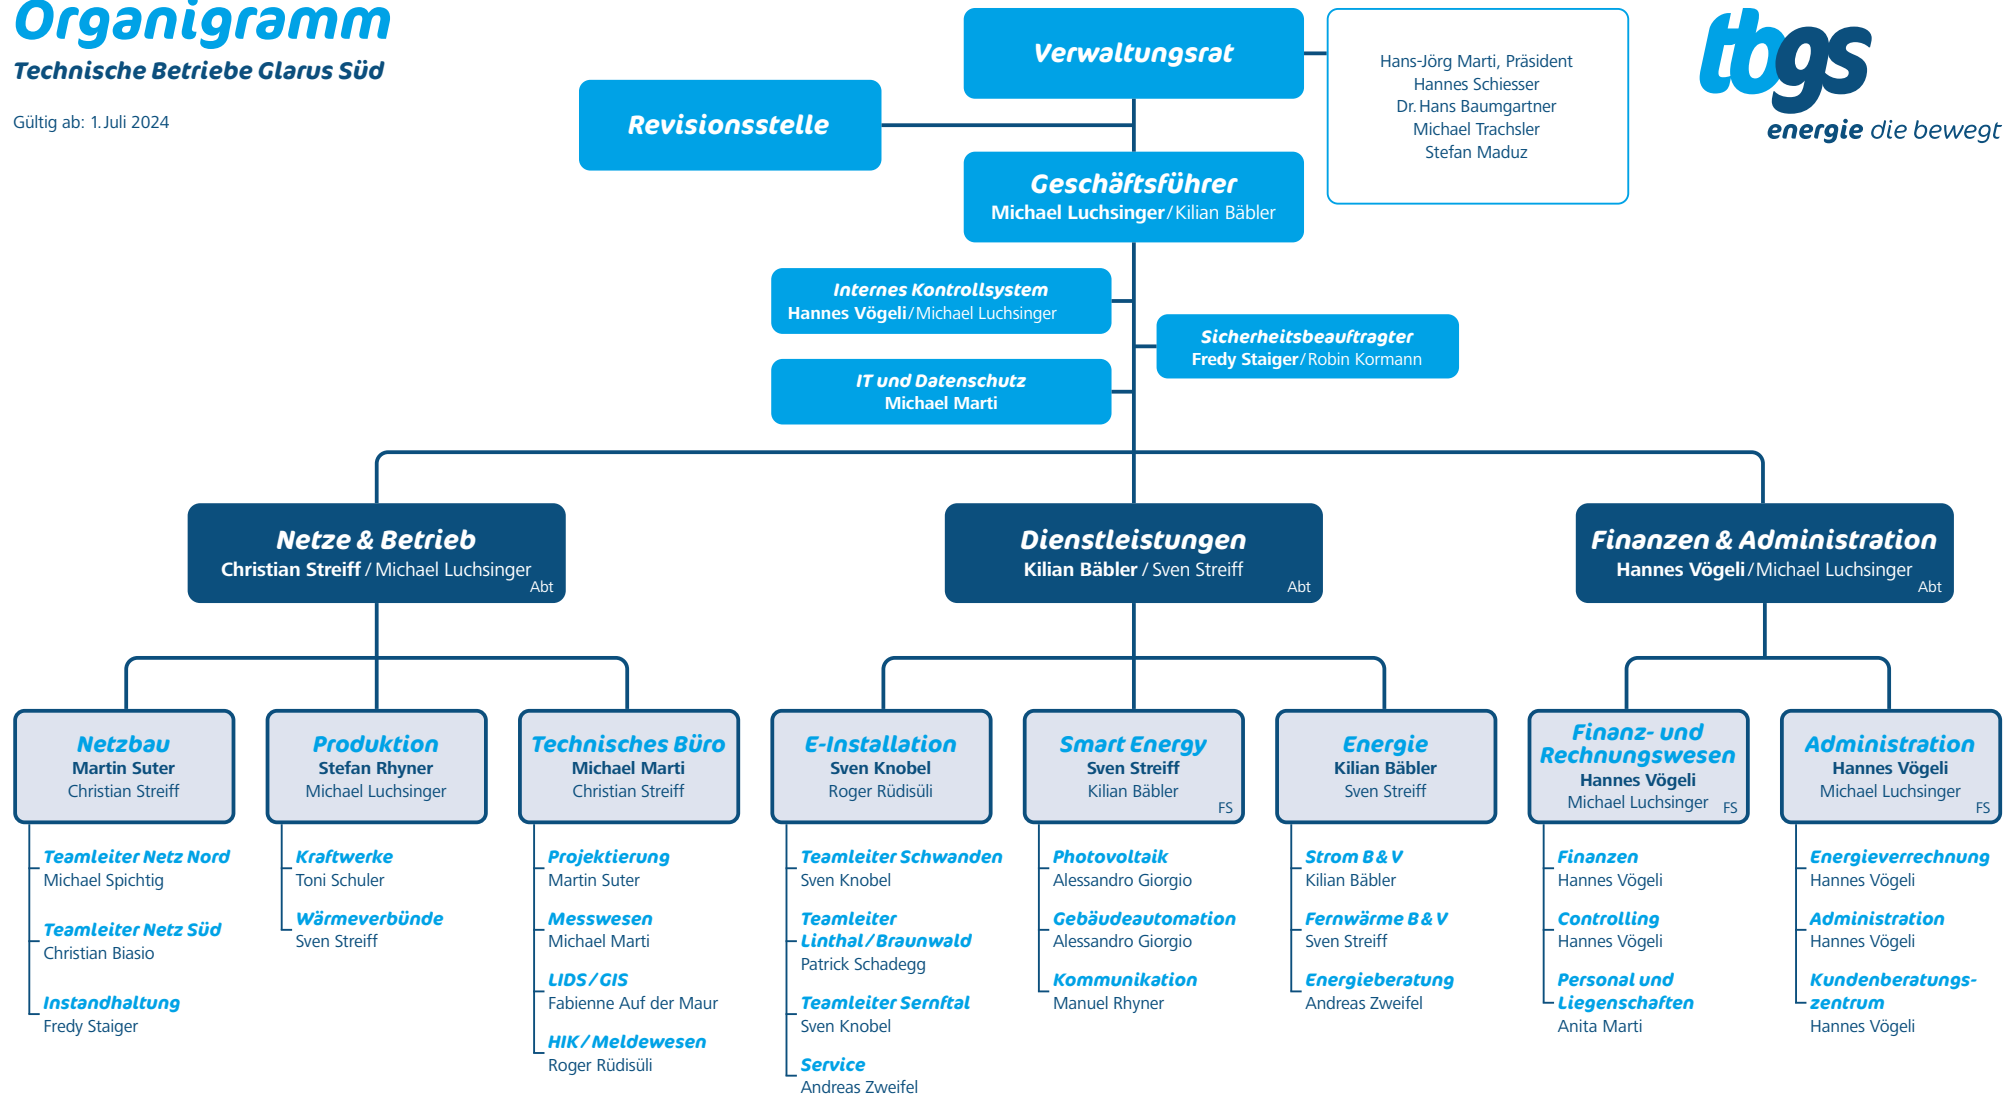 Organigramm
Technische Betriebe Glarus Süd
Gültig ab: 1. Juli 2024
Verwaltungsrat
Hans-Jörg Marti, Präsident
Hannes Schiesser
Dr. Hans Baumgartner
Michael Trachsler
Stefan Maduz
tbgs
energie die bewegt
Revisionsstelle
Geschäftsführer
Michael Luchsinger/Kilian Bäbler
Internes Kontrollsystem
Hannes Vögeli/Michael Luchsinger
Sicherheitsbeauftragter
Fredy Staiger/Robin Kormann
IT und Datenschutz
Michael Marti
Netze & Betrieb
Christian Streiff / Michael Luchsinger
Abt
Dienstleistungen
Kilian Bäbler / Sven Streiff
Abt
Finanzen & Administration
Hannes Vögeli/Michael Luchsinger
Abt
Netzbau
Martin Suter
Christian Streiff
Teamleiter Netz Nord
Michael Spichtig
Teamleiter Netz Süd
Christian Biasio
Instandhaltung
Fredy Staiger
Produktion
Stefan Rhyner
Michael Luchsinger
Kraftwerke
Toni Schuler
Wärmeverbünde
Sven Streiff
Technisches Büro
Michael Marti
Christian Streiff
Projektierung
Martin Suter
Messwesen
Michael Marti
LIDS/GIS
Fabienne Auf der Maur
HIK/Meldewesen
Roger Rüdisüli
E-Installation
Sven Knobel
Roger Rüdisüli
Teamleiter Schwanden
Sven Knobel
Teamleiter
Linthal/Braunwald
Patrick Schadegg
Teamleiter Sernftal
Sven Knobel
Service
Andreas Zweifel
Smart Energy
Sven Streiff
Kilian Bäbler
FS
Photovoltaik
Alessandro Giorgio
Gebäudeautomation
Alessandro Giorgio
Kommunikation
Manuel Rhyner
Energie
Kilian Bäbler
Sven Streiff
Strom B&V
Kilian Bäbler
Fernwärme B&V
Sven Streiff
Energieberatung
Andreas Zweifel
Finanz- und
Rechnungswesen
Hannes Vögeli
Michael Luchsinger
FS
Finanzen
Hannes Vögeli
Controlling
Hannes Vögeli
Personal und
Liegenschaften
Anita Marti
Administration
Hannes Vögeli
Michael Luchsinger
FS
Energieverrechnung
Hannes Vögeli
Administration
Hannes Vögeli
Kundenberatungs-
zentrum
Hannes Vögeli